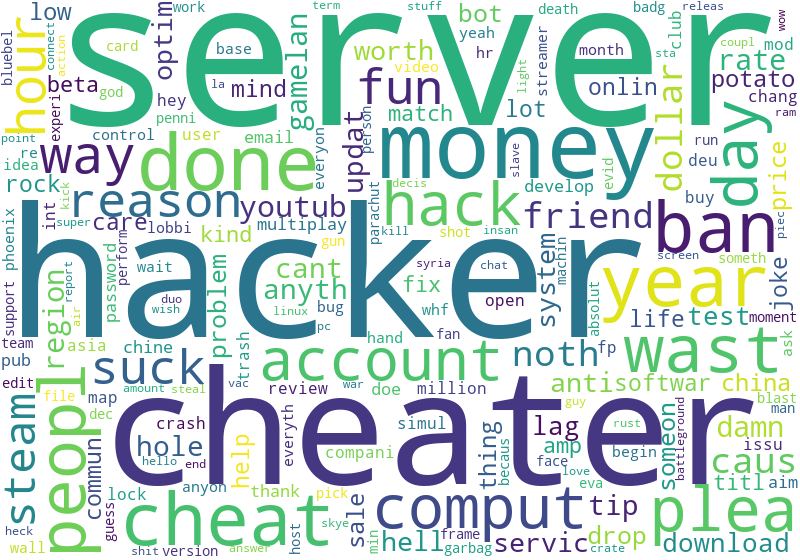 server
hacker
cheater
money
year
ban
done
people
cheat
account
wast
day
hack
way
reason
fun
comput
plea
suck
steam
hour
friend
noth
youtub
low
work
card
term
stuff
death
badg
releas
bluebel
connect
action
optim
base
yeah
hr
month
wow
coupl
beta
god
mind
bot
streamer
club
mod
experi
hey
la
worth
video
sta
rate
potato
gamelan
light
onlin
chang
ram
point
penni
match
lot
control
user
email
everyon
updat
person
dollar
run
idea
re
rock
slave
evid
deu
develop
buy
price
care
int
kick
super
lobbi
perform
kind
multiplay
gun
parachut
decis
skill
shot
insan
system
absolut
someth
piec
joke
phoenix
support
region
report
air
password
duo
wish
wait
problem
cant
anyth
bug
fix
syria
chat
open
machin
screen
life
test
moment
team
asia
linux
pc
whf
fp
ask
pub
chine
trash
hand
fan
antisoftwar
china
blast
man
edit
file
amount
steal
vac
war
review
doe
million
guy
rust
battleground
map
dec
crash
everyth
compani
simul
lag
damn
hole
help
commun
hello
end
thing
becaus
amp
face
begin
someon
caus
issu
lock
anyon
thank
pick
sale
love
eva
titl
aim
heck
guess
tip
wall
shit
version
answer
host
skye
min
hell
frame
garbag
servic
drop
crate
download